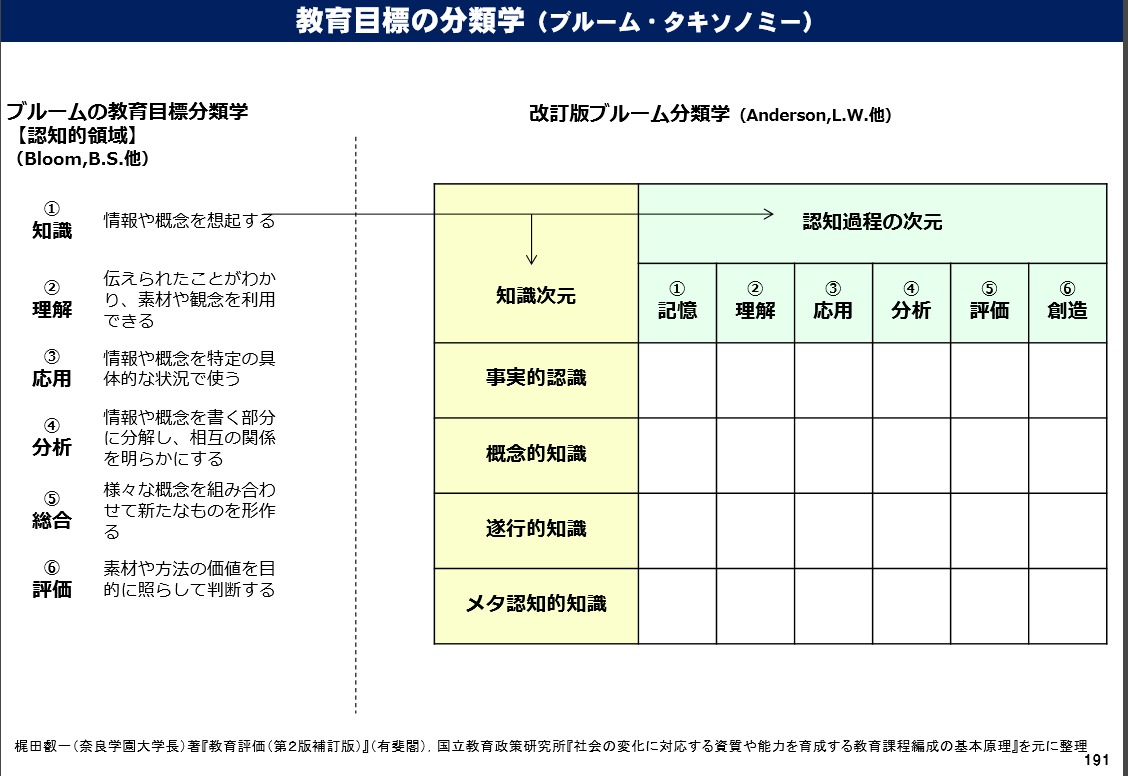 教育目標の分類学（ブルーム・タキソノミー）
ブルームの教育目標分類学
【認知的領域】
（Bloom,B.S.他）
①
知識
情報や概念を想起する
②
理解
伝えられたことがわか
り、素材や観念を利用
できる
③
応用
情報や概念を特定の具
体的な状況で使う
④
分析
情報や概念を書く部分
に分解し、相互の関係
を明らかにする
⑤
総合
様々な概念を組み合わ
せて新たなものを形作
る
⑥
評価
素材や方法の価値を目
的に照らして判断する
改訂版ブルーム分類学（Anderson,L.W.他）
知識次元
認知過程の次元
①
記憶
②
理解
③
応用
④
分析
⑤
評価
⑥
創造
事実的認識
概念的知識
遂行的知識
メタ認知的知識
梶田叡一（奈良学園大学長）著『教育評価（第2版補訂版）』（有斐閣）．国立教育政策研究所『社会の変化に対応する資質や能力を育成する教育課程編成の基本原理』を元に整理
191